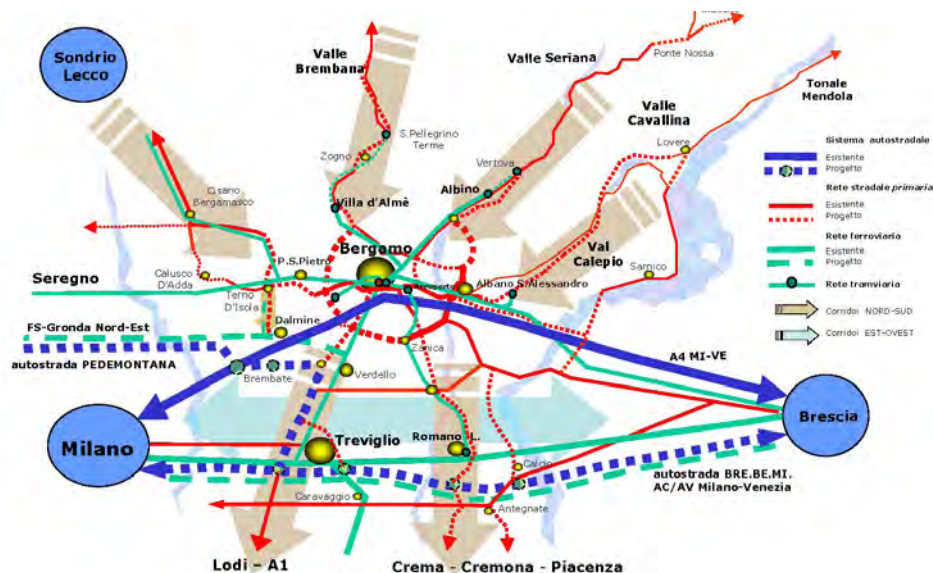 Sondrio
Lecco
Valle
Brembana
Valle Seriana
Ponte Nossa
Tonale
Mendola
Valle
Cavallina
Lovere
S.Pellegrino
Terme
Zogno
Vertova
Albino
Villa d'Almè
Cisano
Bergamasco
Bergamo
Val
Calepio
Sarnico
P.S.Pietro
Seregno
Calusco
D'Adda
Terno
D'Isola
Albano S.Alessandro
Dalmine
FS-Gronda Nord-Est
autostrada PEDEMONTANA
Zanica
Brembate
Verdello
A4 MI-VE
Milano
Brescia
Treviglio
Romano L.
Calcio
autostrada BRE.BE.MI.
AC/AV Milano-Venezia
Caravaggio
Antegnate
Lodi - A1
Crema - Cremona - Piacenza
Sistema autostradale
Esistente
Progetto
Rete stradale primaria
Esistente
Progetto
Rete ferroviaria
Esistente
Progetto
Rete tramviaria
Corridoi NORD-SUD
Corridoi EST-OVEST